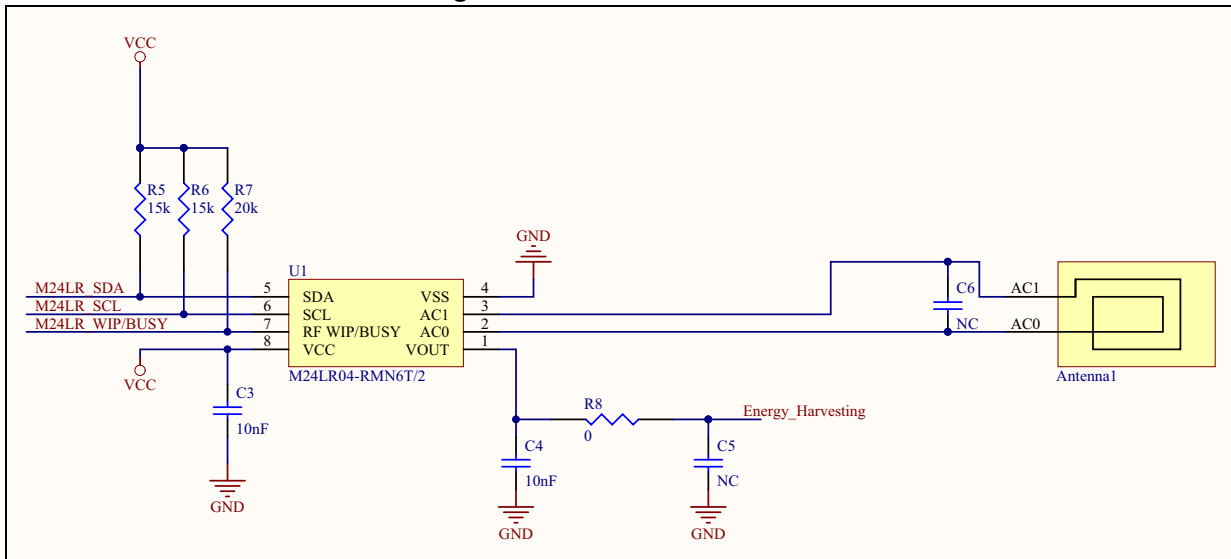 VCC
R5
15k
R6
15k
R7
20k
GND
U1
M24LR_SDA
5
SDA
VSS
4
M24LR_SCL
6
SCL
AC1
3
M24LR_WIP/BUSY
7
RF WIP/BUSY
AC0
2
8
VCC
VOUT
1
VCC
M24LR04-RMN6T/2
C6
NC
AC1
AC0
Antenna1
C3
10nF
GND
R8
0
Energy_Harvesting
C4
10nF
GND
C5
NC
GND